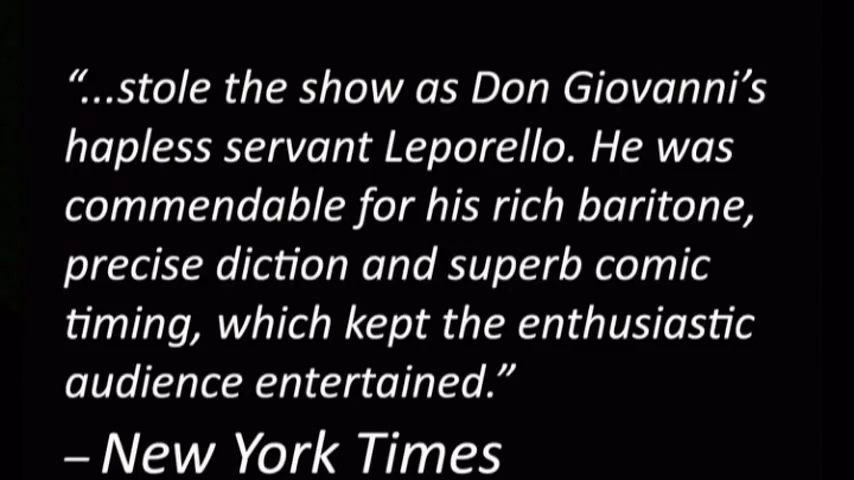 “...stole the show as Don Giovanni’s
hapless servant Leporello. He was
commendable for his rich baritone,
precise diction and superb comic
timing, which kept the enthusiastic
audience entertained.”
– New York Times